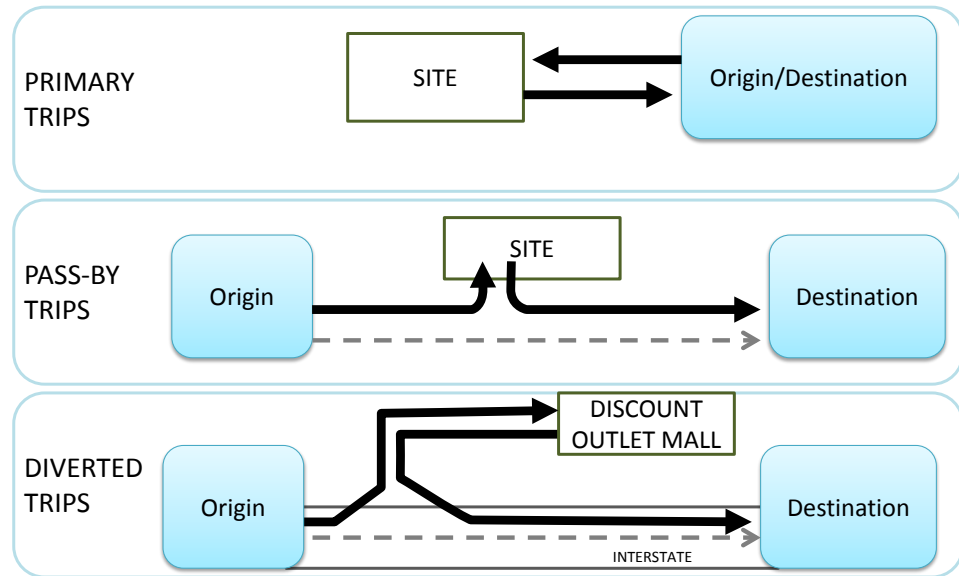 PRIMARY
TRIPS
SITE
Origin/Destination
PASS-BY
TRIPS
Origin
SITE
Destination
DIVERTED
TRIPS
Origin
DISCOUNT
OUTLET MALL
Destination
INTERSTATE